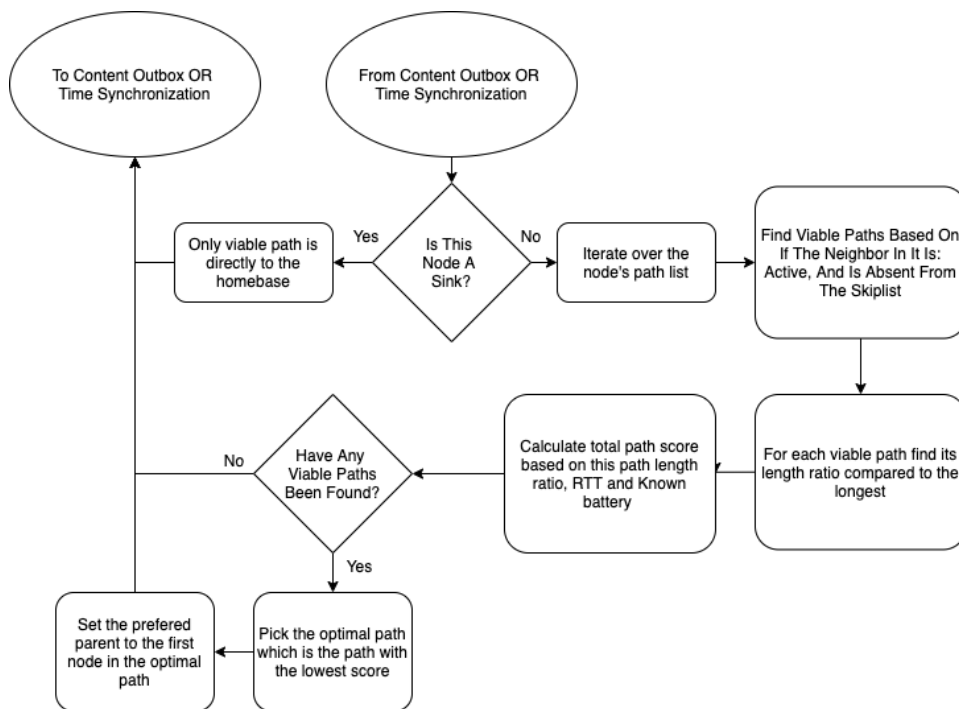 To Content Outbox OR
Time Synchronization
From Content Outbox OR
Time Synchronization
Is This
Node A
Sink?
Yes
Only viable path is
directly to the
homebase
No
Iterate over the
node's path list
Find Viable Paths Based On
If The Neighbor In It Is:
Active, And Is Absent From
The Skiplist
For each viable path find its
length ratio compared to the
longest
Calculate total path score
based on this path length
ratio, RTT and Known
battery
Have Any
Viable Paths
Been Found?
No
Yes
Pick the optimal path
which is the path with
the lowest score
Set the prefered
parent to the first
node in the optimal
path